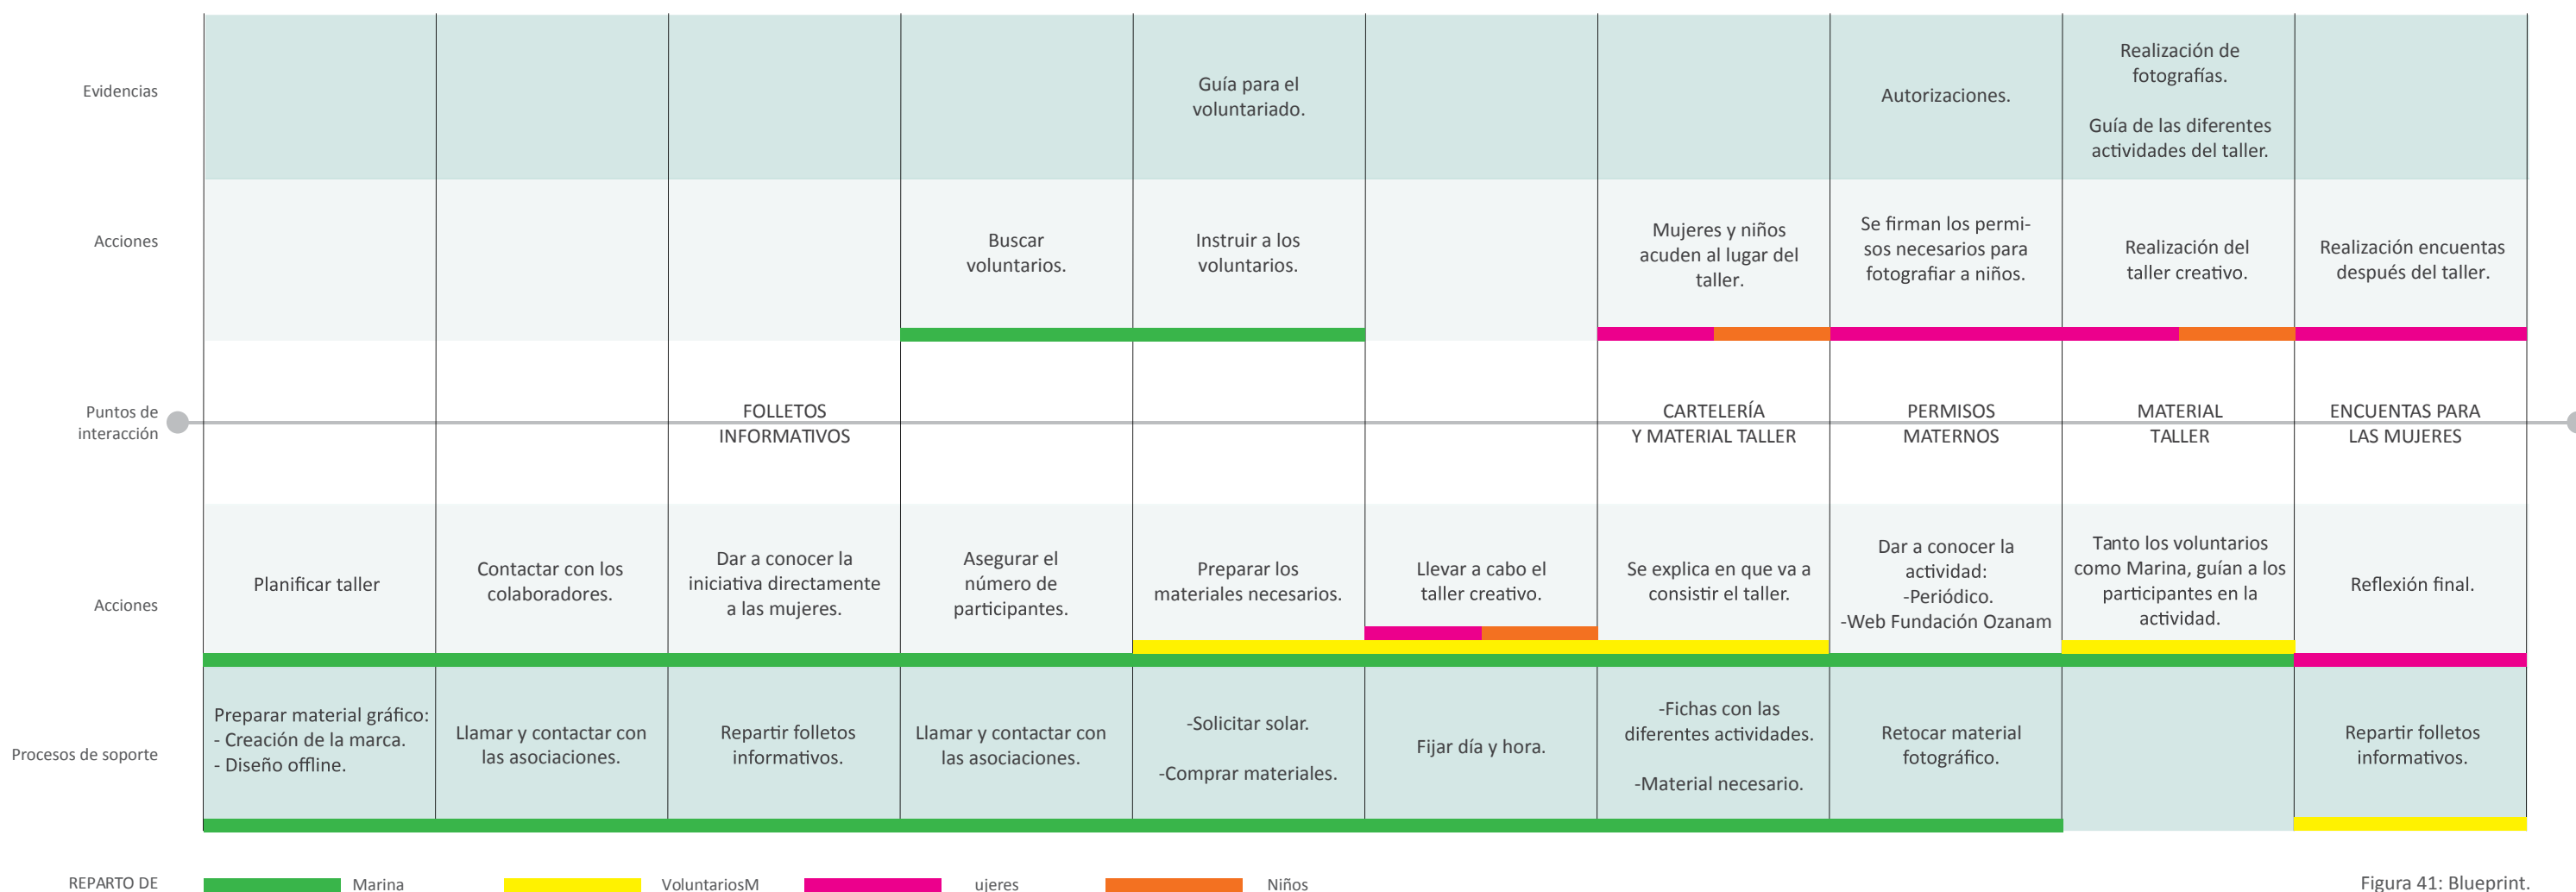 Evidencias
Guía para el
voluntariado.
Autorizaciones.
Realización de
fotografías.
Guía de las diferentes
actividades del taller.
Acciones
Buscar
voluntarios.
Instruir a los
voluntarios.
Mujeres y niños
acuden al lugar del
taller.
Se firman los permi-
sos necesarios para
fotografiar a niños.
Realización del
taller creativo.
Realización encuentas
después del taller.
Puntos de
interacción
FOLLETOS
INFORMATIVOS
CARTELERÍA
Y MATERIAL TALLER
PERMISOS
MATERNOS
MATERIAL
TALLER
ENCUENTAS PARA
LAS MUJERES
Acciones
Planificar taller
Contactar con los
colaboradores.
Dar a conocer la
iniciativa directamente
a las mujeres.
Asegurar el
número de
participantes.
Preparar los
materiales necesarios.
Llevar a cabo el
taller creativo.
Se explica en que va a
consistir el taller.
Dar a conocer la
actividad:
-Periódico.
-Web Fundación Ozanam
Tanto los voluntarios
como Marina, guían a los
participantes en la
actividad.
Reflexión final.
Procesos de soporte
Preparar material gráfico:
- Creación de la marca.
- Diseño offline.
Llamar y contactar con
las asociaciones.
Repartir folletos
informativos.
Llamar y contactar con
las asociaciones.
-Solicitar solar.
-Comprar materiales.
Fijar día y hora.
-Fichas con las
diferentes actividades.
-Material necesario.
Retocar material
fotográfico.
Repartir folletos
informativos.
REPARTO DE
Marina
VoluntariosM
ujeres
Niños
Figura 41: Blueprint.